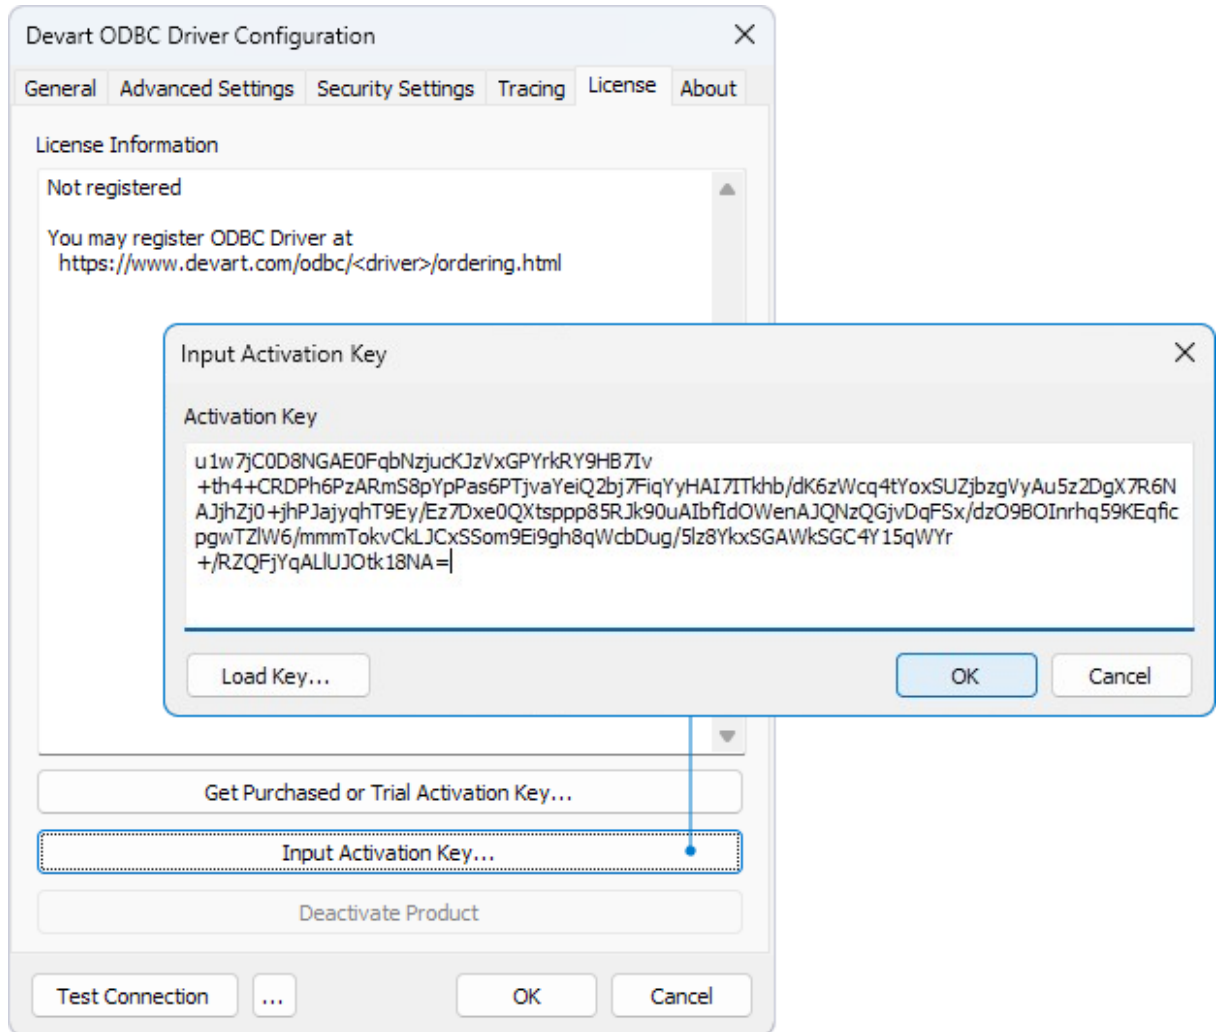 Devart ODBC Driver Configuration
General Advanced Settings Security Settings Tracing License About
License Information
Not registered
You may register ODBC Driver at
https://www.devart.com/odbc/<driver>/ordering.html
Input Activation Key
Activation Key
u1w7jC0D8NGAE0FqbNzjucKJzVxGPYrkRY9HB7Iv
+th4+CRDPh6PzARmS8pYpPas6PTjvaYeiQ2bj7FiqYyHAI7ITkhb/dK6zWcq4tYoxSUZjbzgVyAu5z2DgX7R6N
AJjhZj0+jhPJajyqhT9Ey/Ez7Dxe0QXtsppp85RJk90uAIbfIdOWenAJQNzQGjvDqFSx/dzO9BOInrhq59KEqfic
pgwTZlW6/mmmTokvCkLJCxSSom9Ei9gh8qWcbDug/5lz8YkxSGAWkSGC4Y15qWYr
+/RZQFjYqALlUJOtk18NA=
Load Key...
OK
Cancel
Get Purchased or Trial Activation Key...
Input Activation Key...
Deactivate Product
Test Connection ... OK Cancel